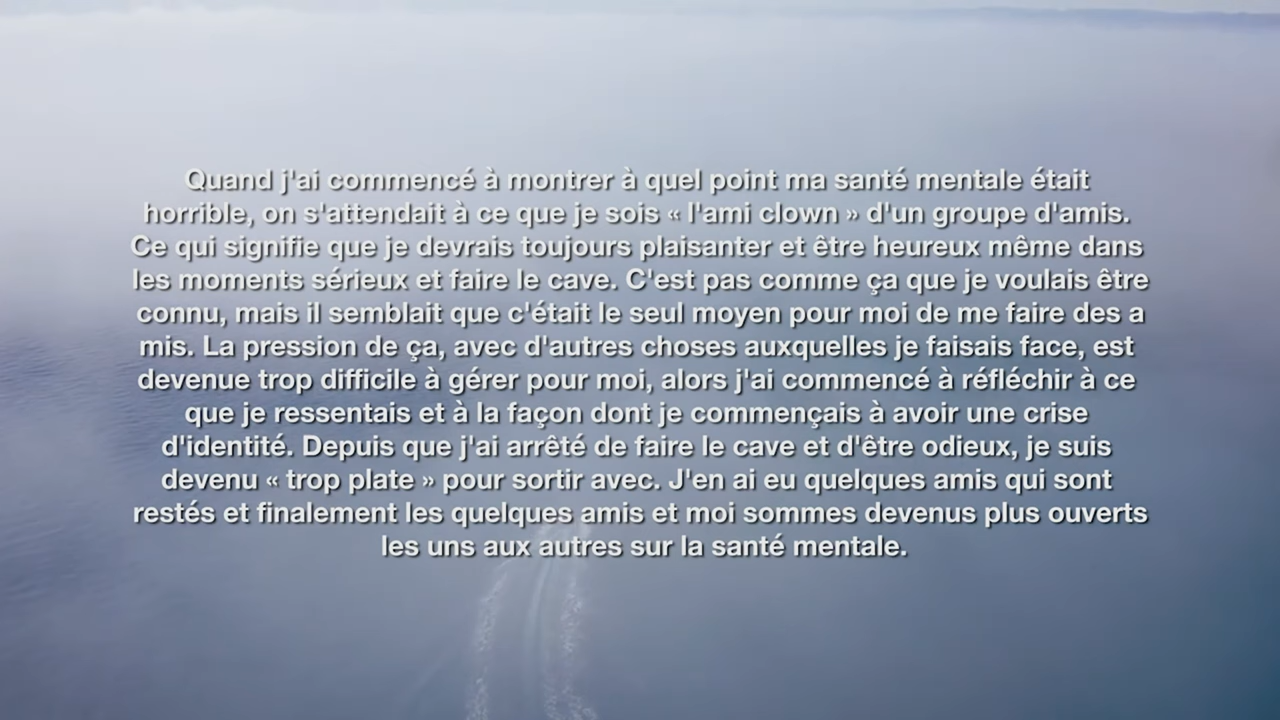 Quand j'ai commencé à montrer à quel point ma santé mentale était
horrible, on s'attendait à ce que je sois « l'ami clown » d'un groupe d'amis.
Ce qui signifie que je devrais toujours plaisanter et être heureux même dans
les moments sérieux et faire le cave. C'est pas comme ça que je voulais être
connu, mais il semblait que c'était le seul moyen pour moi de me faire des a
mis. La pression de ça, avec d'autres choses auxquelles je faisais face, est
devenue trop difficile à gérer pour moi, alors j'ai commencé à réfléchir à ce
que je ressentais et à la façon dont je commençais à avoir une crise
d'identité. Depuis que j'ai arrêté de faire le cave et d'être odieux, je suis
devenu « trop plate » pour sortir avec. J'en ai eu quelques amis qui sont
restés et finalement les quelques amis et moi sommes devenus plus ouverts
les uns aux autres sur la santé mentale.